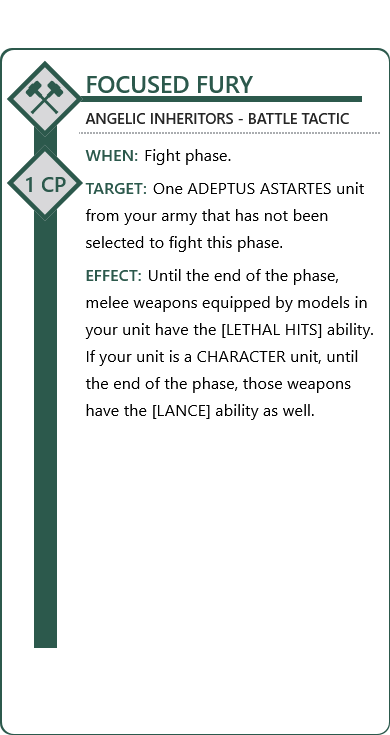 FOCUSED FURY
ANGELIC INHERITORS - BATTLE TACTIC
WHEN: Fight phase.
1 CP
TARGET: One ADEPTUS ASTARTES unit
from your army that has not been
selected to fight this phase.
EFFECT: Until the end of the phase,
melee weapons equipped by models in
your unit have the [LETHAL HITS] ability.
If your unit is a CHARACTER unit, until
the end of the phase, those weapons
have the [LANCE] ability as well.